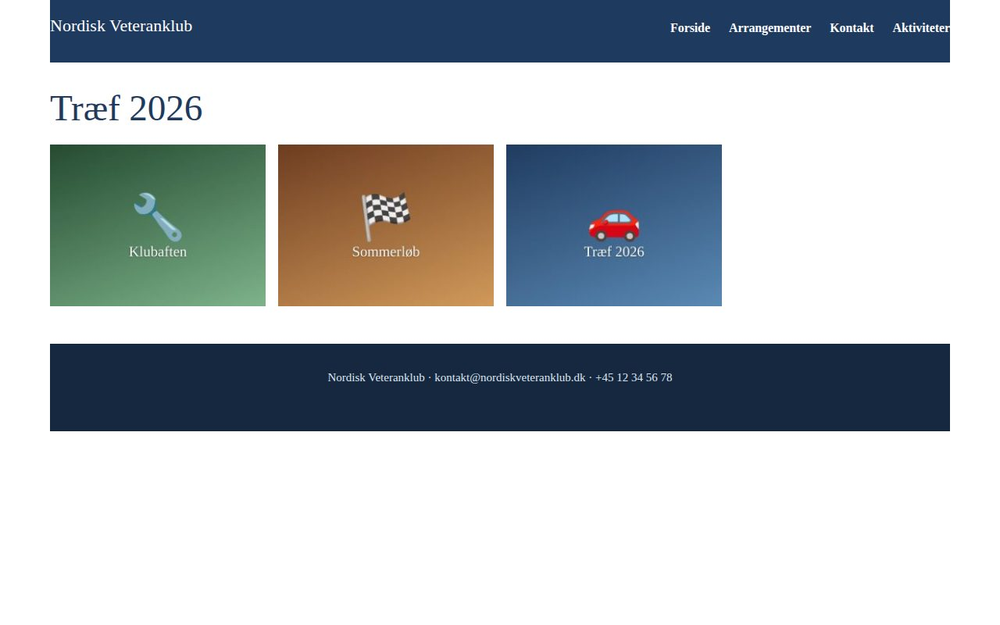 Nordisk Veteranklub
Forside Arrangementer Kontakt Aktiviteter
Træf 2026
Klubaften
Sommerløb
Træf 2026
Nordisk Veteranklub · kontakt@nordiskveteranklub.dk · +45 12 34 56 78